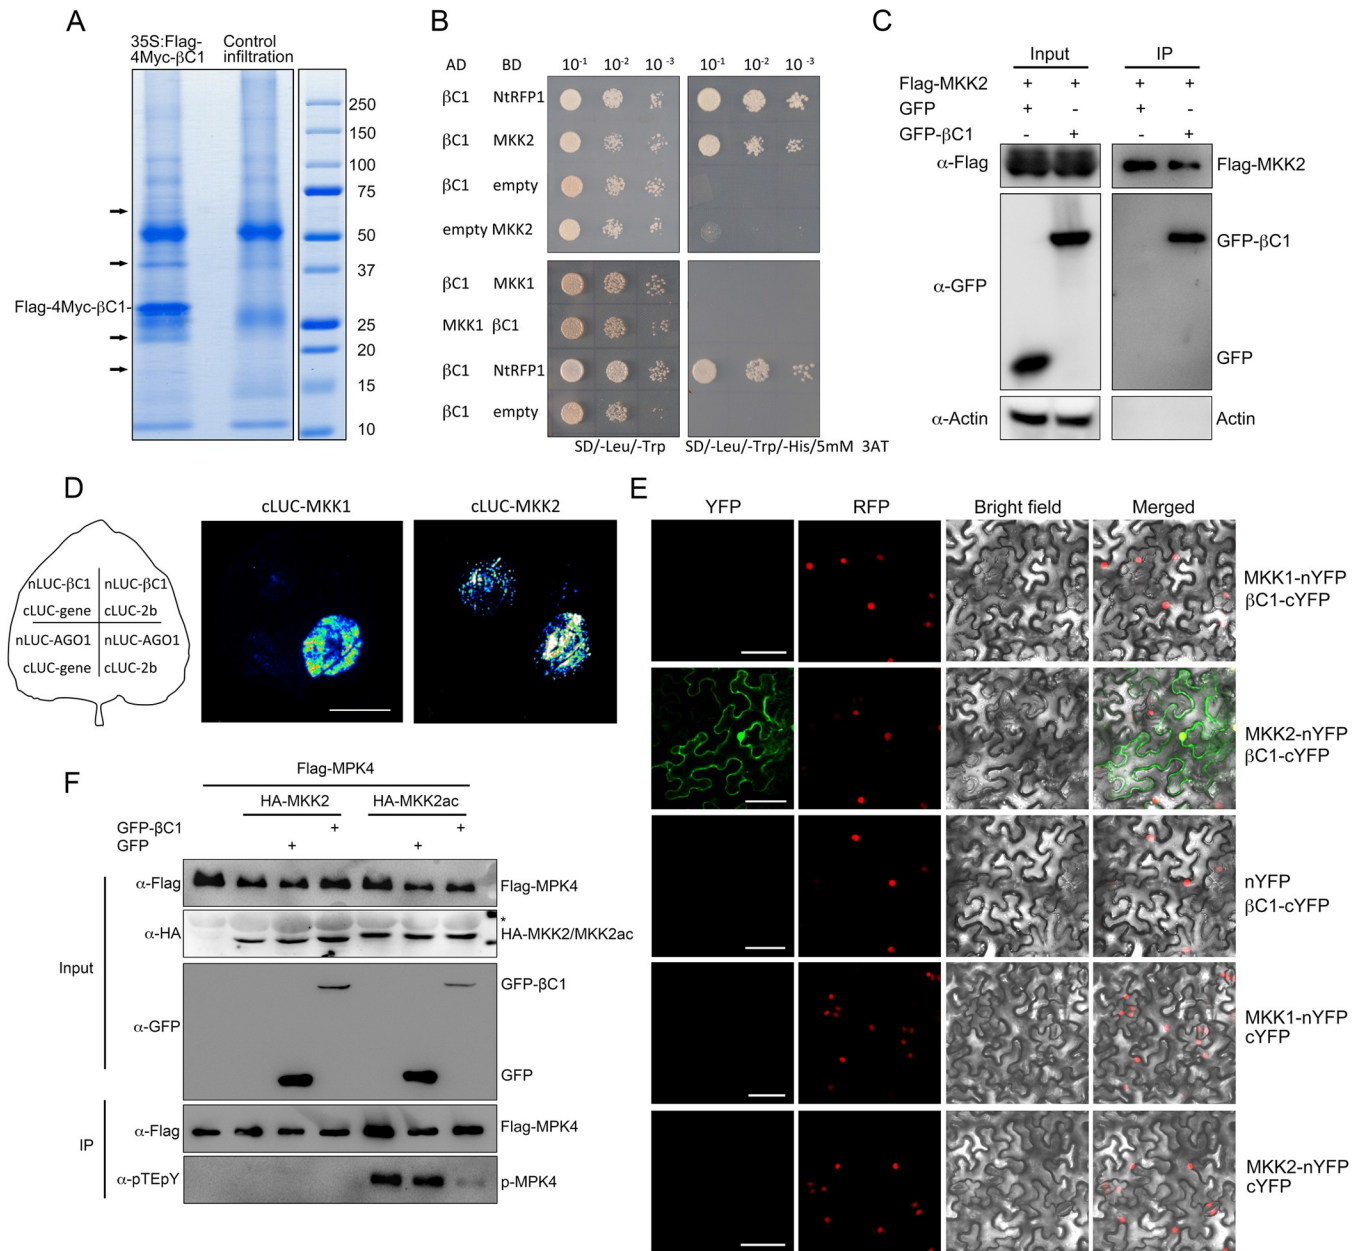 A
35S:Flag-
4Myc-βC1
Control
infiltration
250
150
100
75
50
37
Flag-4Myc-βC1-
25
20
15
10
B
AD BD 10-1 10-2 10-3 10-1 10-2 10-3
βC1 NtRFP1
βC1 MKK2
βC1 empty
empty MKK2
βC1 MKK1
MKK1 βC1
βC1 NtRFP1
βC1 empty
SD/-Leu/-Trp SD/-Leu/-Trp/-His/5mM 3AT
C
Input IP
Flag-MKK2 + + + +
GFP + - + -
GFP-βC1 - + - +
α-Flag Flag-MKK2
GFP-βC1
α-GFP
GFP
α-Actin Actin
D
cLUC-MKK1 cLUC-MKK2
nLUC-βC1 nLUC-βC1
cLUC-gene cLUC-2b
nLUC-AGO1 nLUC-AGO1
cLUC-gene cLUC-2b
E
YFP RFP Bright field Merged
MKK1-nYFP
βC1-cYFP
MKK2-nYFP
βC1-cYFP
nYFP
βC1-cYFP
MKK1-nYFP
cYFP
MKK2-nYFP
cYFP
F
Flag-MPK4
HA-MKK2 HA-MKK2ac
GFP-βC1 + +
GFP + +
Input
α-Flag Flag-MPK4
*
α-HA HA-MKK2/MKK2ac
GFP-βC1
α-GFP
GFP
IP
α-Flag Flag-MPK4
α-pTEpY p-MPK4